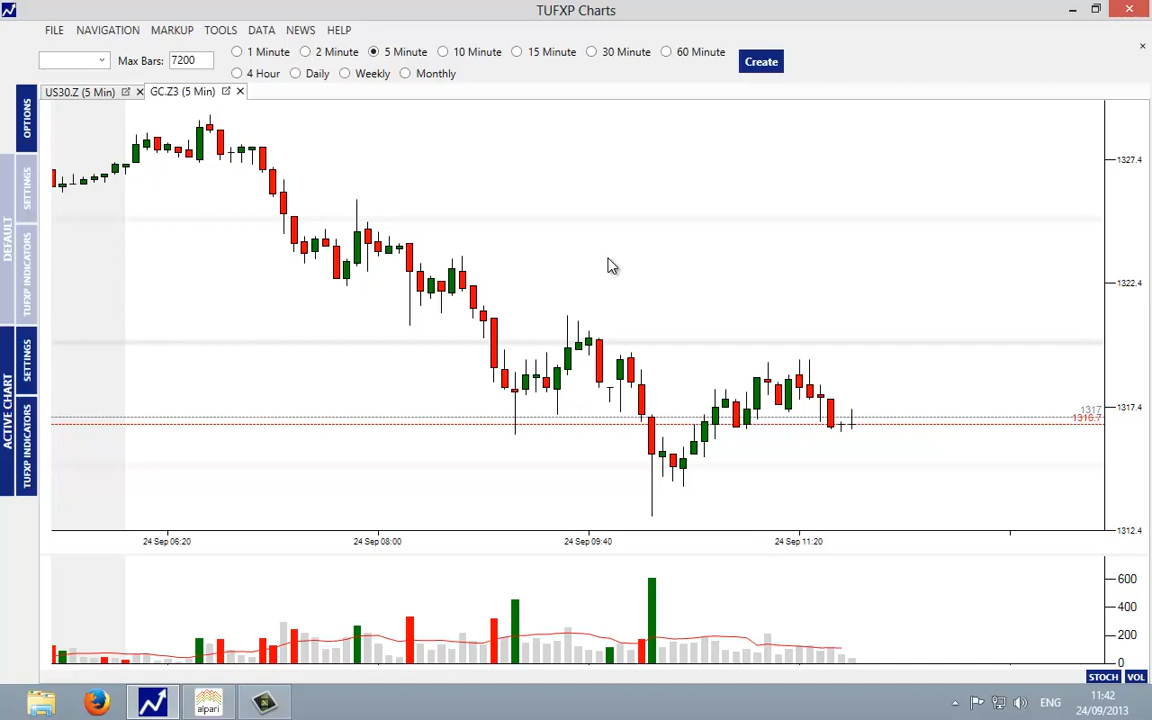 TUFXP Charts
FILE NAVIGATION MARKUP TOOLS DATA NEWS HELP
Max Bars: 7200
1 Minute 2 Minute 5 Minute 10 Minute 15 Minute 30 Minute 60 Minute
4 Hour Daily Weekly Monthly
Create
US30.Z (5 Min) GC.Z3 (5 Min)
OPTIONS
DEFAULT
SETTINGS
TUFXP INDICATORS
ACTIVE CHART
SETTINGS
TUFXP INDICATORS
1327.4
1322.4
1317.4
1317
1316.7
1312.4
24 Sep 06:20 24 Sep 08:00 24 Sep 09:40 24 Sep 11:20
600
400
200
0
STOCH VOL
alpari
ENG
11:42
24/09/2013